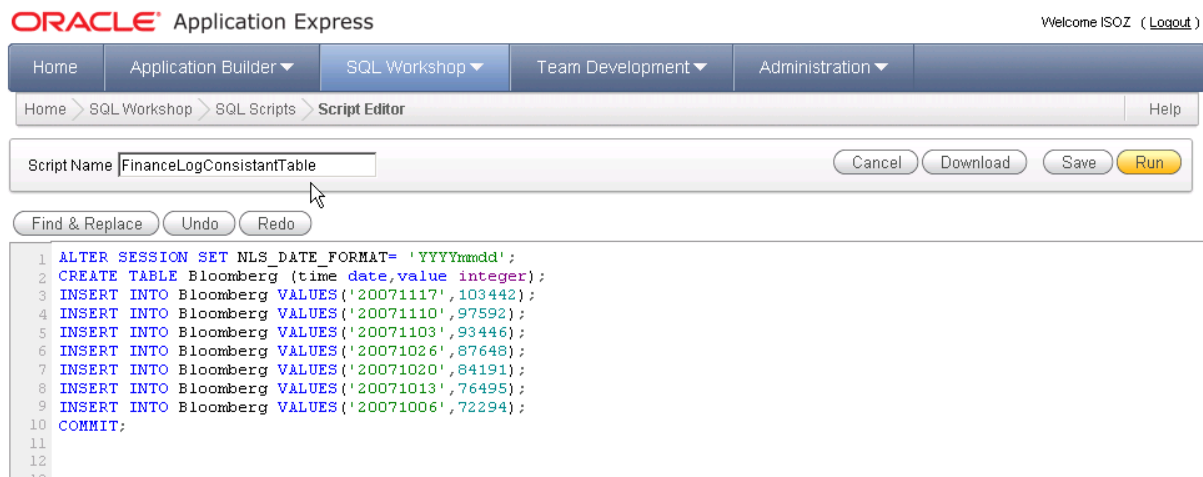 ORACLE® Application Express
Welcome ISOZ ( Logout )
Home Application Builder SQL Workshop Team Development Administration
Home SQL Workshop SQL Scripts Script Editor Help
Script Name FinanceLogConsistantTable Cancel Download Save Run
Find & Replace Undo Redo
1 ALTER SESSION SET NLS_DATE_FORMAT= 'YYYYmmdd';
2 CREATE TABLE Bloomberg (time date,value integer);
3 INSERT INTO Bloomberg VALUES('20071117',103442);
4 INSERT INTO Bloomberg VALUES('20071110',97592);
5 INSERT INTO Bloomberg VALUES('20071103',93446);
6 INSERT INTO Bloomberg VALUES('20071026',87648);
7 INSERT INTO Bloomberg VALUES('20071020',84191);
8 INSERT INTO Bloomberg VALUES('20071013',76495);
9 INSERT INTO Bloomberg VALUES('20071006',72294);
10 COMMIT;
11
12